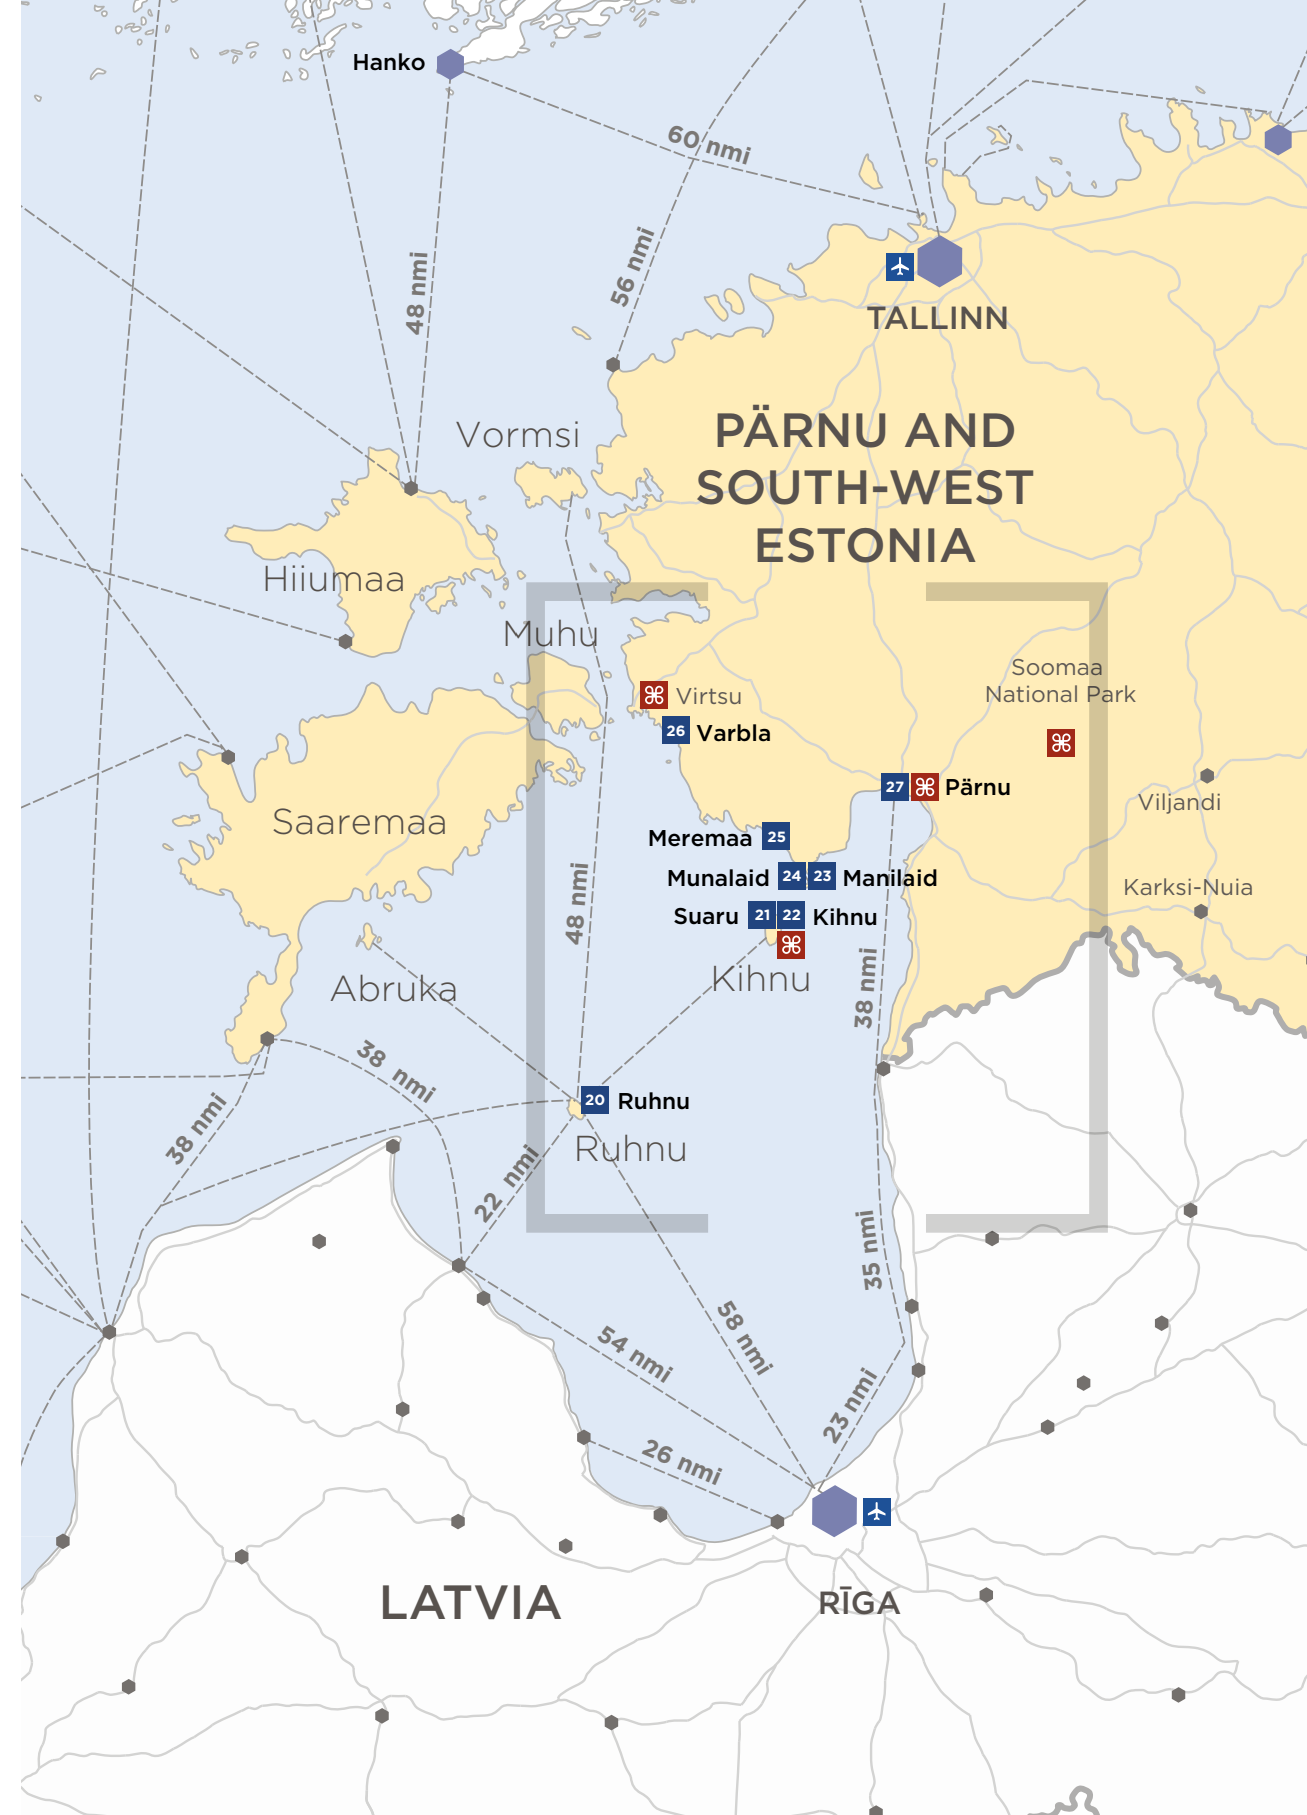 Hanko
60 nmi
48 nmi
56 nmi
TALLINN
Vormsi
PÄRNU AND
SOUTH-WEST
ESTONIA
Hiiumaa
Muhu
Soomaa
National Park
Virtsu
26 Varbla
27 Pärnu
Viljandi
Saaremaa
Meremaa 25
Munalaid 24 23 Manilaid
Karksi-Nuia
48 nmi
Suaru 21 22 Kihnu
Kihnu
Abruka
38 nmi
38 nmi
38 nmi
20 Ruhnu
Ruhnu
22 nmi
35 nmi
58 nmi
54 nmi
23 nmi
26 nmi
LATVIA
RĪGA